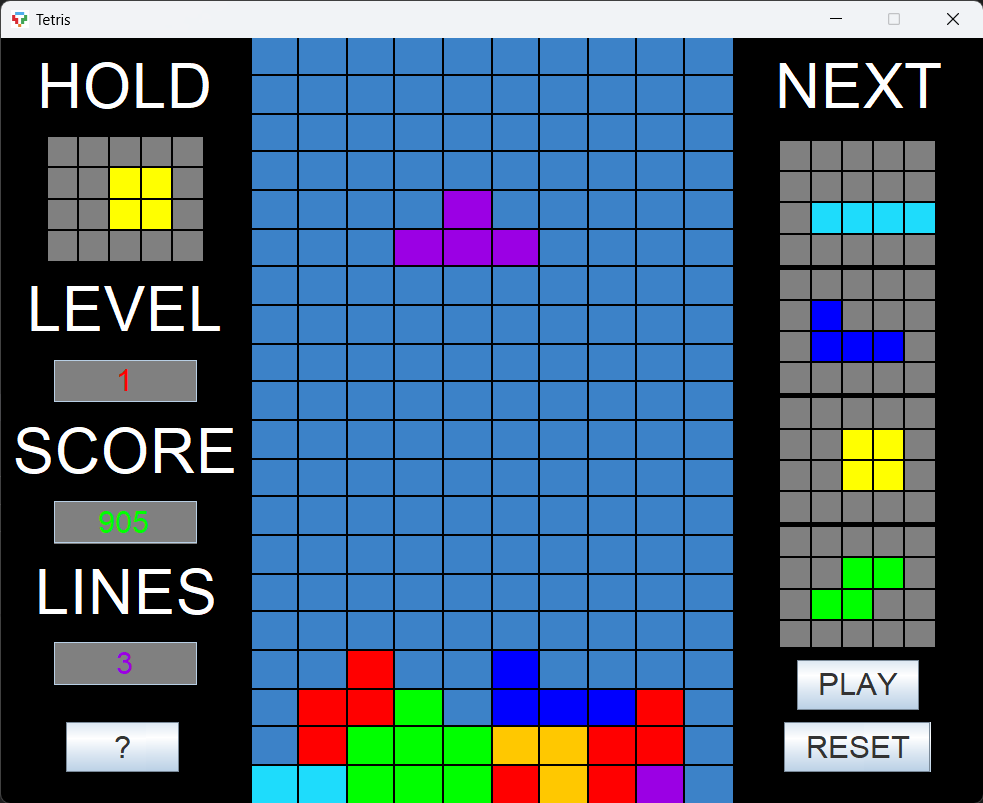 Tetris
HOLD
LEVEL
1
SCORE
905
LINES
3
?
NEXT
PLAY
RESET